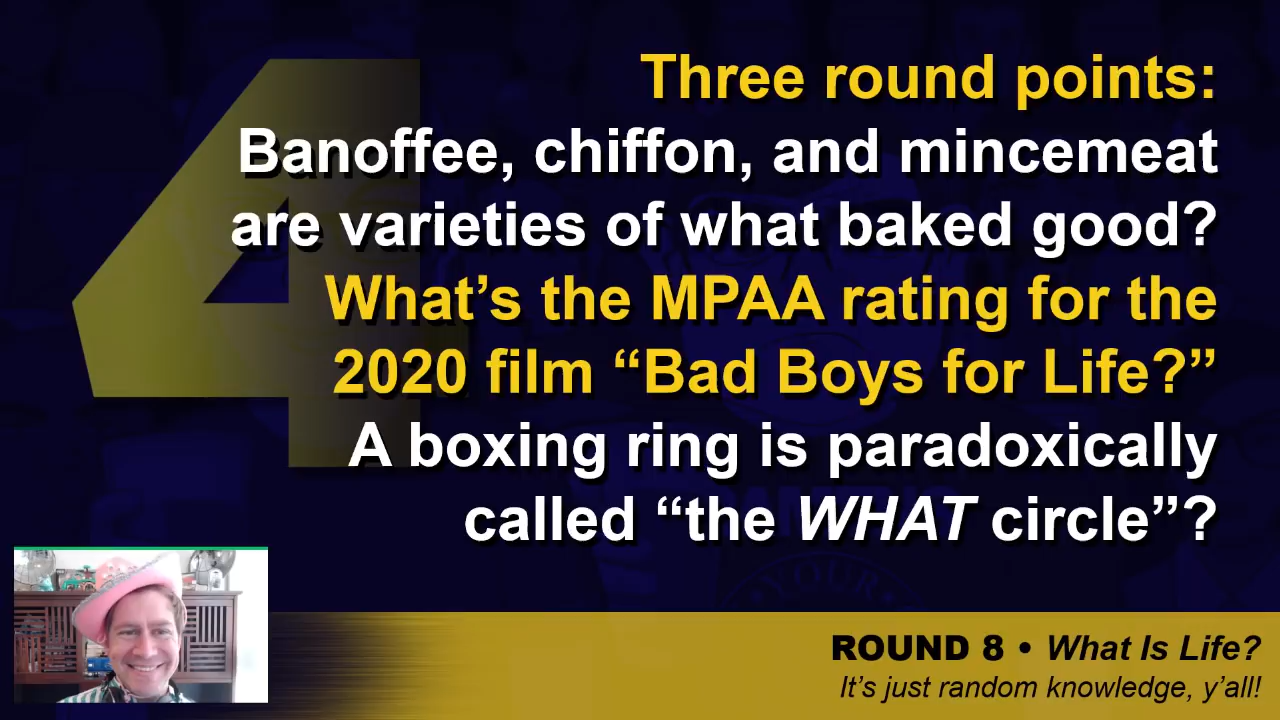 4
Three round points:
Banoffee, chiffon, and mincemeat
are varieties of what baked good?
What’s the MPAA rating for the
2020 film “Bad Boys for Life?”
A boxing ring is paradoxically
called “the WHAT circle”?
YOUR
ROUND 8 • What Is Life?
It’s just random knowledge, y’all!